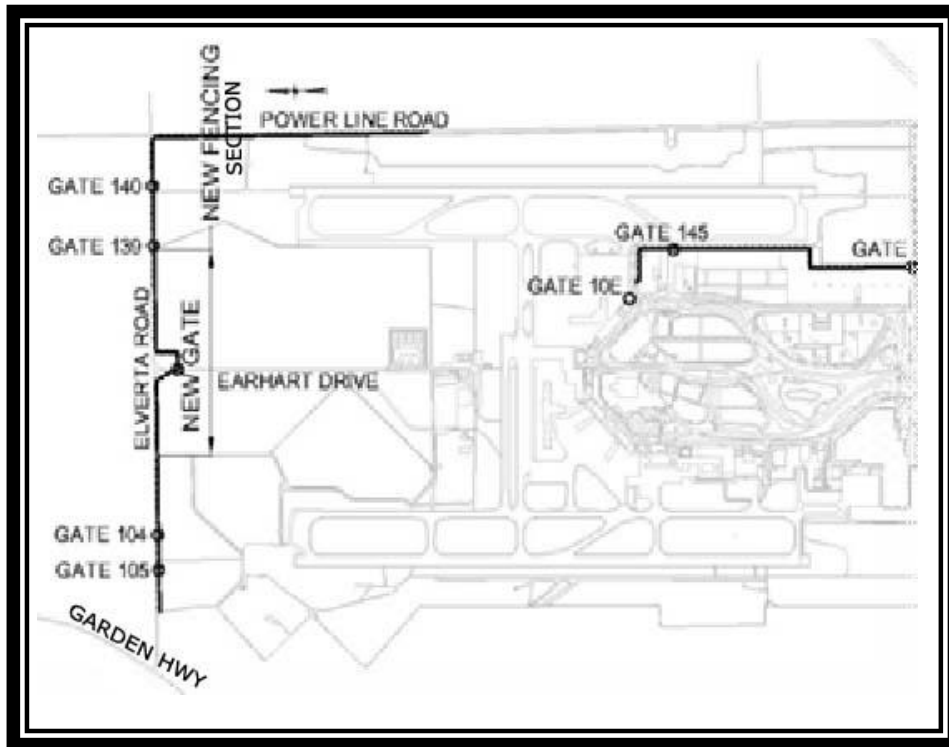 NEW FENCING
SECTION
POWER LINE ROAD
GATE 140
GATE 130
GATE 145
GATE
GATE 10E
ELVERTA ROAD
NEW GATE
EARHART DRIVE
GATE 104
GATE 105
GARDEN HWY